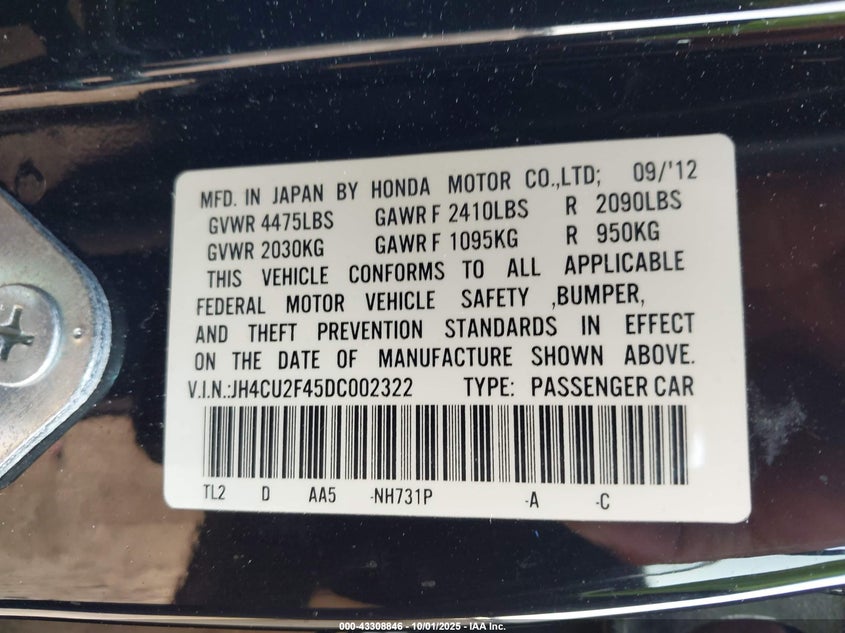 MFD. IN JAPAN BY HONDA MOTOR CO.,LTD; 09/'12
GVWR 4475LBS GAWR F 2410LBS R 2090LBS
GVWR 2030KG GAWR F 1095KG R 950KG
THIS VEHICLE CONFORMS TO ALL APPLICABLE
FEDERAL MOTOR VEHICLE SAFETY ,BUMPER,
AND THEFT PREVENTION STANDARDS IN EFFECT
ON THE DATE OF MANUFACTURE SHOWN ABOVE.
V.I.N.:JH4CU2F45DC002322 TYPE: PASSENGER CAR
TL2 D AA5 -NH731P -A -C
000-43308846 - 10/01/2025 - IAA Inc.